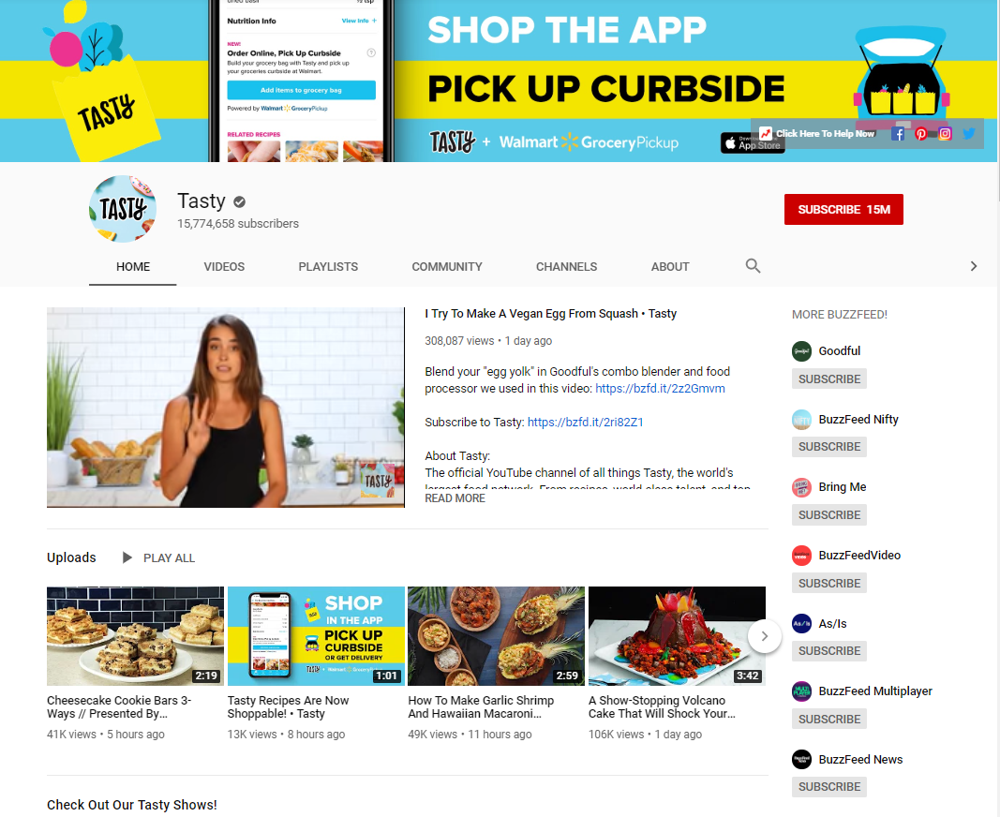 Nutrition Info
View Info +
NEW!
Order Online, Pick Up Curbside
Build your grocery bag with Tasty and pick
up your groceries curbside at Walmart.
Add items to grocery bag
Powered by Walmart GroceryPickup
RELATED RECIPES
TASTY
SHOP THE APP
PICK UP CURBSIDE
TASTY + Walmart GroceryPickup
App Store
Click Here To Help Now
TASTY
Tasty
15,774,658 subscribers
SUBSCRIBE 15M
HOME VIDEOS PLAYLISTS COMMUNITY CHANNELS ABOUT
TASTY
I Try To Make A Vegan Egg From Squash • Tasty
308,087 views • 1 day ago
Blend your "egg yolk" in Goodful's combo blender and food
processor we used in this video: https://bzfd.it/2z2Gmvm
Subscribe to Tasty: https://bzfd.it/2ri82Z1
About Tasty:
The official YouTube channel of all things Tasty, the world's
largest food network. From recipes, world-class talent, and top
READ MORE
MORE BUZZFEED!
Goodful
SUBSCRIBE
BuzzFeed Nifty
SUBSCRIBE
Bring Me
SUBSCRIBE
BuzzFeedVideo
SUBSCRIBE
As/Is
As/Is
SUBSCRIBE
BuzzFeed Multiplayer
SUBSCRIBE
BuzzFeed News
SUBSCRIBE
Uploads PLAY ALL
2:19
Cheesecake Cookie Bars 3-
Ways // Presented By...
41K views • 5 hours ago
SHOP
IN THE APP
PICK UP
CURBSIDE
OR GET DELIVERY
TASTY + Walmart GroceryPickup
1:01
Tasty Recipes Are Now
Shoppable! • Tasty
13K views • 8 hours ago
2:59
How To Make Garlic Shrimp
And Hawaiian Macaroni...
49K views • 11 hours ago
3:42
A Show-Stopping Volcano
Cake That Will Shock Your...
106K views • 1 day ago
Check Out Our Tasty Shows!